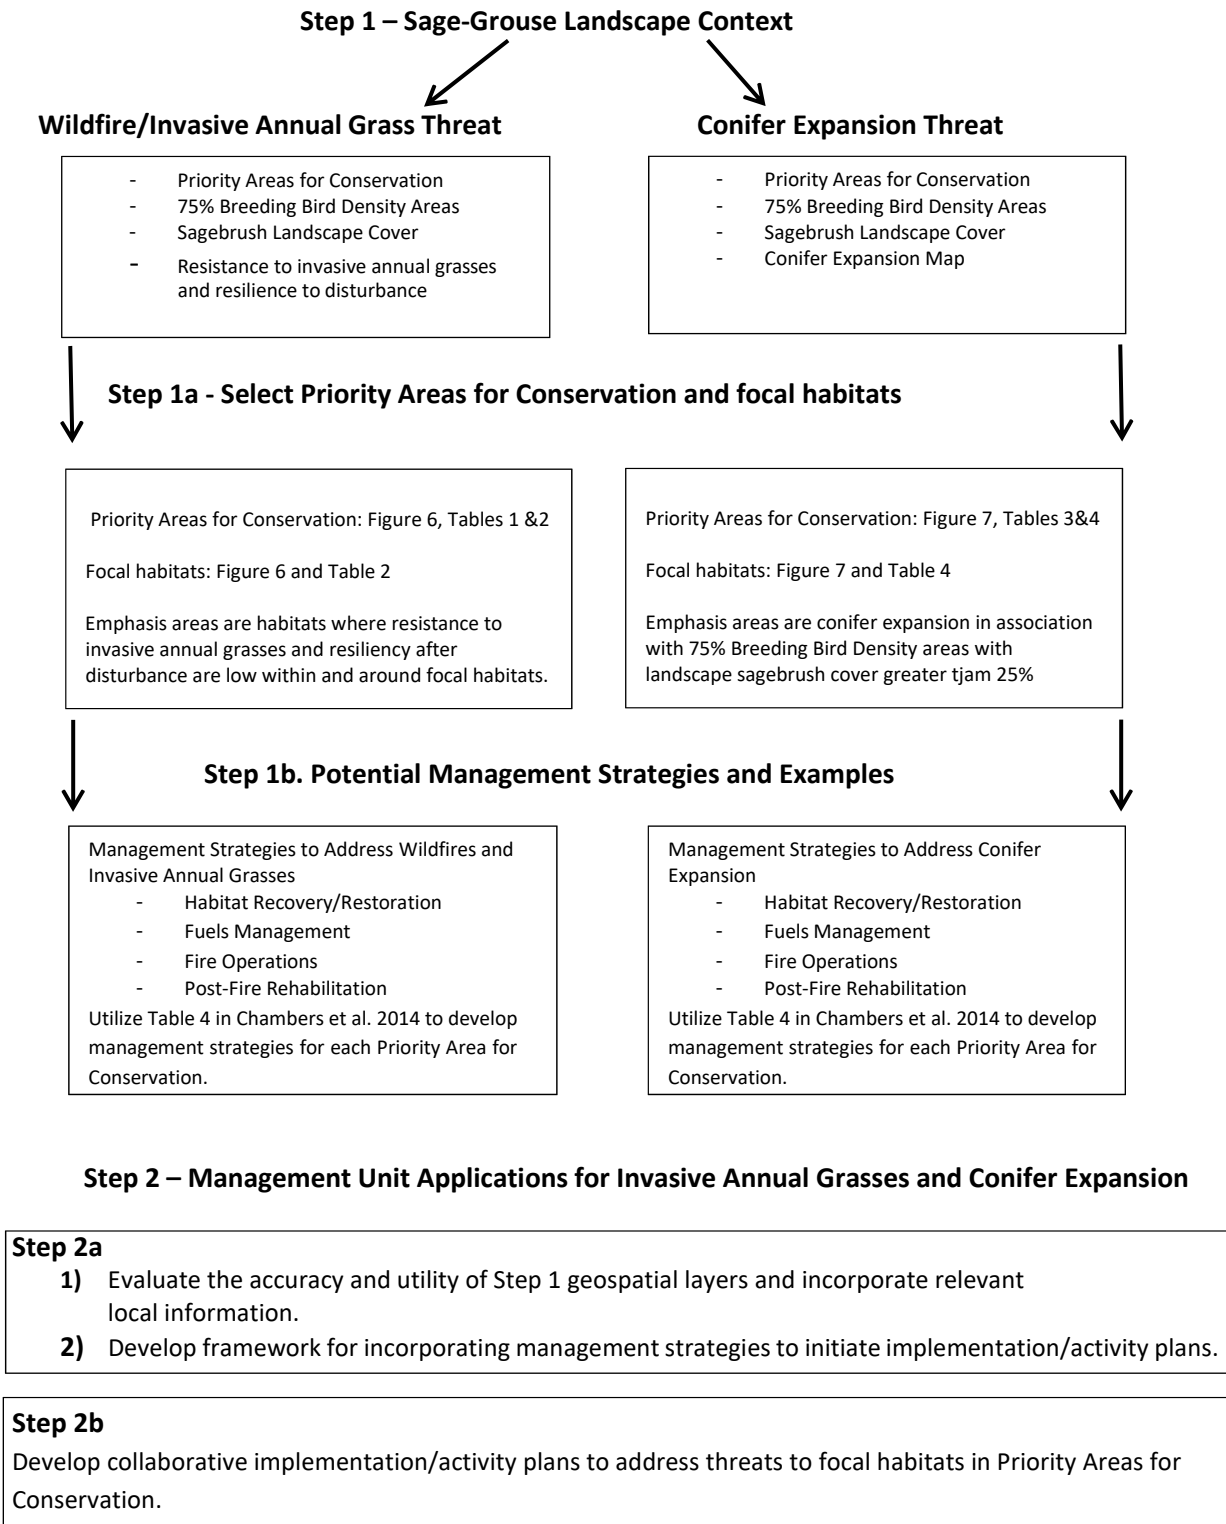 Step 1 – Sage-Grouse Landscape Context
Wildfire/Invasive Annual Grass Threat
- Priority Areas for Conservation
- 75% Breeding Bird Density Areas
- Sagebrush Landscape Cover
- Resistance to invasive annual grasses
and resilience to disturbance
Conifer Expansion Threat
- Priority Areas for Conservation
- 75% Breeding Bird Density Areas
- Sagebrush Landscape Cover
- Conifer Expansion Map
Step 1a - Select Priority Areas for Conservation and focal habitats
Priority Areas for Conservation: Figure 6, Tables 1 &2
Focal habitats: Figure 6 and Table 2
Emphasis areas are habitats where resistance to
invasive annual grasses and resiliency after
disturbance are low within and around focal habitats.
Priority Areas for Conservation: Figure 7, Tables 3&4
Focal habitats: Figure 7 and Table 4
Emphasis areas are conifer expansion in association
with 75% Breeding Bird Density areas with
landscape sagebrush cover greater tjam 25%
Step 1b. Potential Management Strategies and Examples
Management Strategies to Address Wildfires and
Invasive Annual Grasses
- Habitat Recovery/Restoration
- Fuels Management
- Fire Operations
- Post-Fire Rehabilitation
Utilize Table 4 in Chambers et al. 2014 to develop
management strategies for each Priority Area for
Conservation.
Management Strategies to Address Conifer
Expansion
- Habitat Recovery/Restoration
- Fuels Management
- Fire Operations
- Post-Fire Rehabilitation
Utilize Table 4 in Chambers et al. 2014 to develop
management strategies for each Priority Area for
Conservation.
Step 2 – Management Unit Applications for Invasive Annual Grasses and Conifer Expansion
Step 2a
1) Evaluate the accuracy and utility of Step 1 geospatial layers and incorporate relevant
local information.
2) Develop framework for incorporating management strategies to initiate implementation/activity plans.
Step 2b
Develop collaborative implementation/activity plans to address threats to focal habitats in Priority Areas for
Conservation.